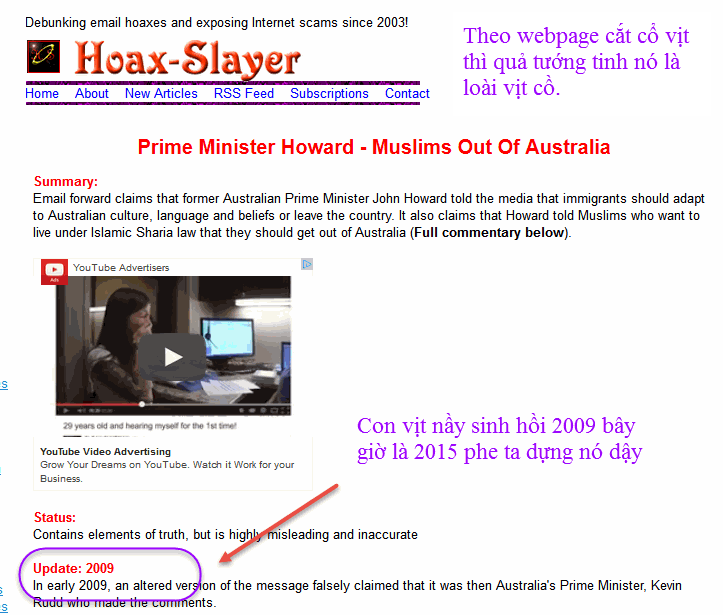 Debunking email hoaxes and exposing Internet scams since 2003!
Theo webpage cắt cổ vịt
thì quả tướng tinh nó là
loài vịt cồ.
Hoax-Slayer
Home About New Articles RSS Feed Subscriptions Contact
Prime Minister Howard - Muslims Out Of Australia
Summary:
Email forward claims that former Australian Prime Minister John Howard told the media that immigrants should adapt
to Australian culture, language and beliefs or leave the country. It also claims that Howard told Muslims who want to
live under Islamic Sharia law that they should get out of Australia (Full commentary below).
YouTube Advertisers
Ads
29 years old and hearing myself for the 1st time!
YouTube Video Advertising
Grow Your Dreams on YouTube. Watch it Work for your
Business.
Con vịt nầy sinh hồi 2009 bây
giờ là 2015 phe ta dựng nó dậy
Status:
Contains elements of truth, but is highly misleading and inaccurate
Update: 2009
In early 2009, an altered version of the message falsely claimed that it was then Australia's Prime Minister, Kevin
Rudd who made the comments.